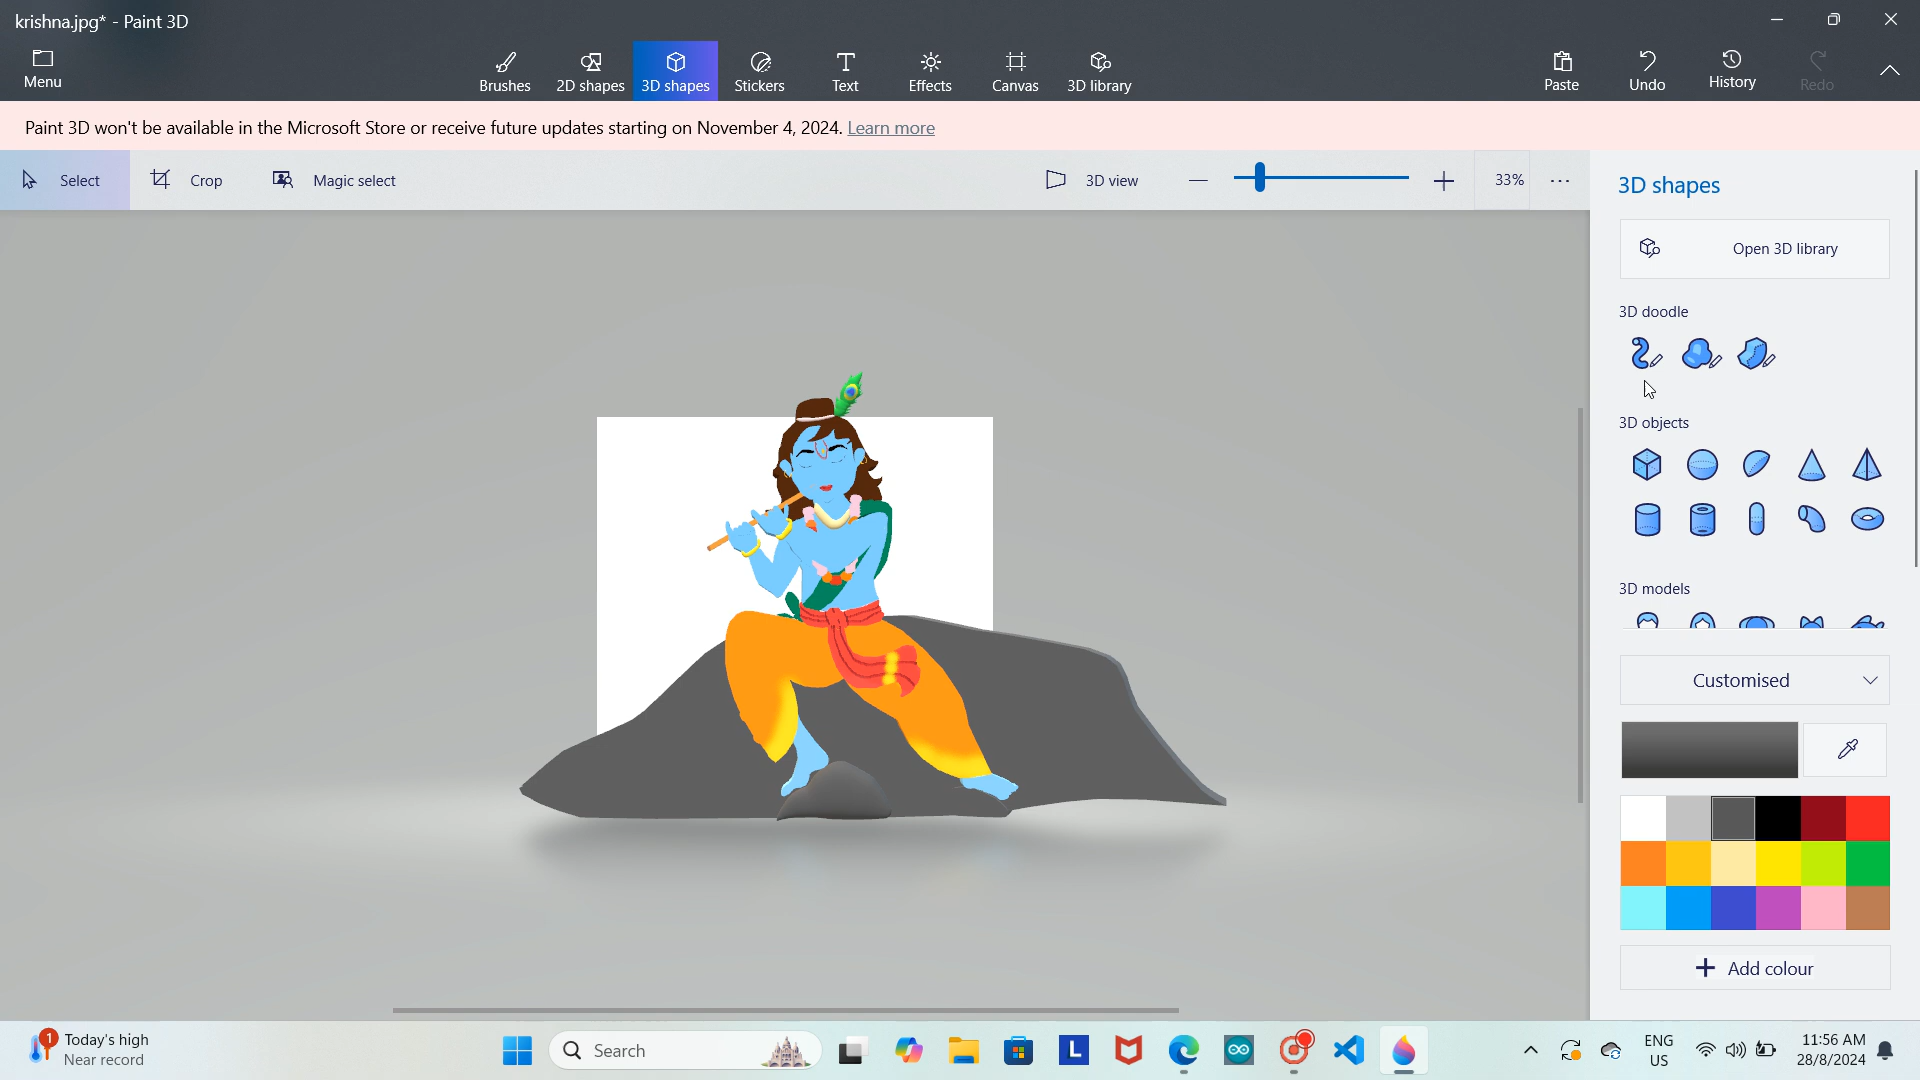 krishna.jpg* - Paint 3D
Menu
Brushes
2D shapes
3D shapes
Stickers
Text
Effects
Canvas
3D library
Paste
Undo
History
Redo
Paint 3D won't be available in the Microsoft Store or receive future updates starting on November 4, 2024. Learn more
Select
Crop
Magic select
3D view
33%
3D shapes
Open 3D library
3D doodle
3D objects
3D models
Customised
Add colour
1
Today's high
Near record
Search
L
ENG
US
11:56 AM
28/8/2024